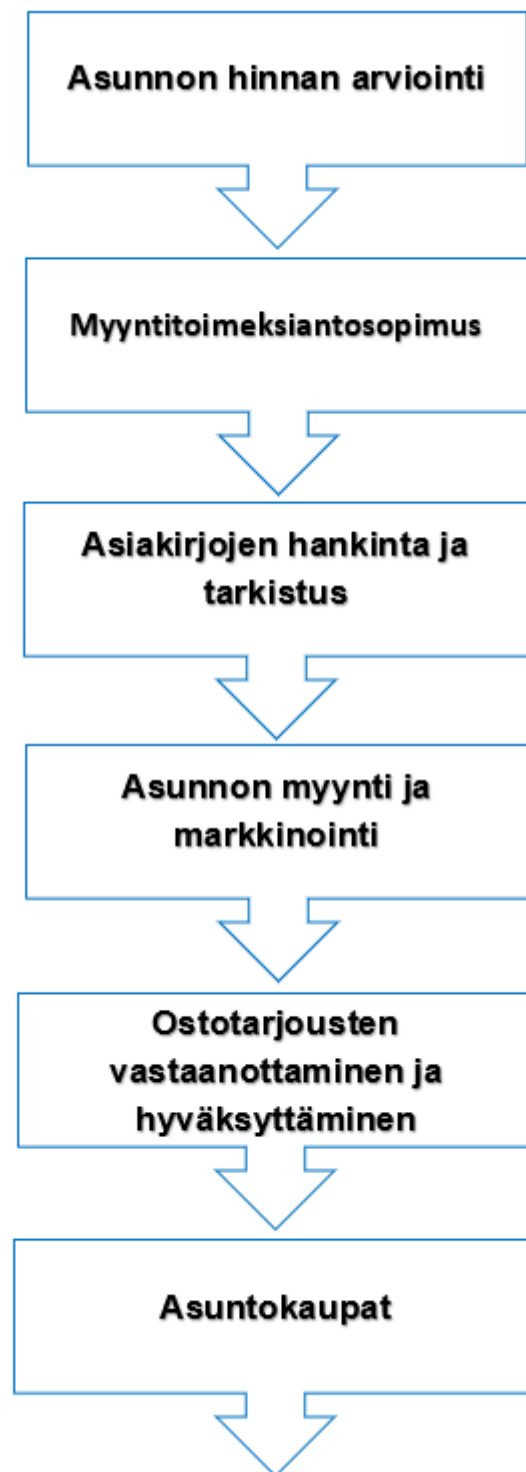 Asunnon hinnan arviointi
Myyntitoimeksiantosopimus
Asiakirjojen hankinta ja
tarkistus
Asunnon myynti ja
markkinointi
Ostotarjousten
vastaanottaminen ja
hyväksyttäminen
Asuntokaupat